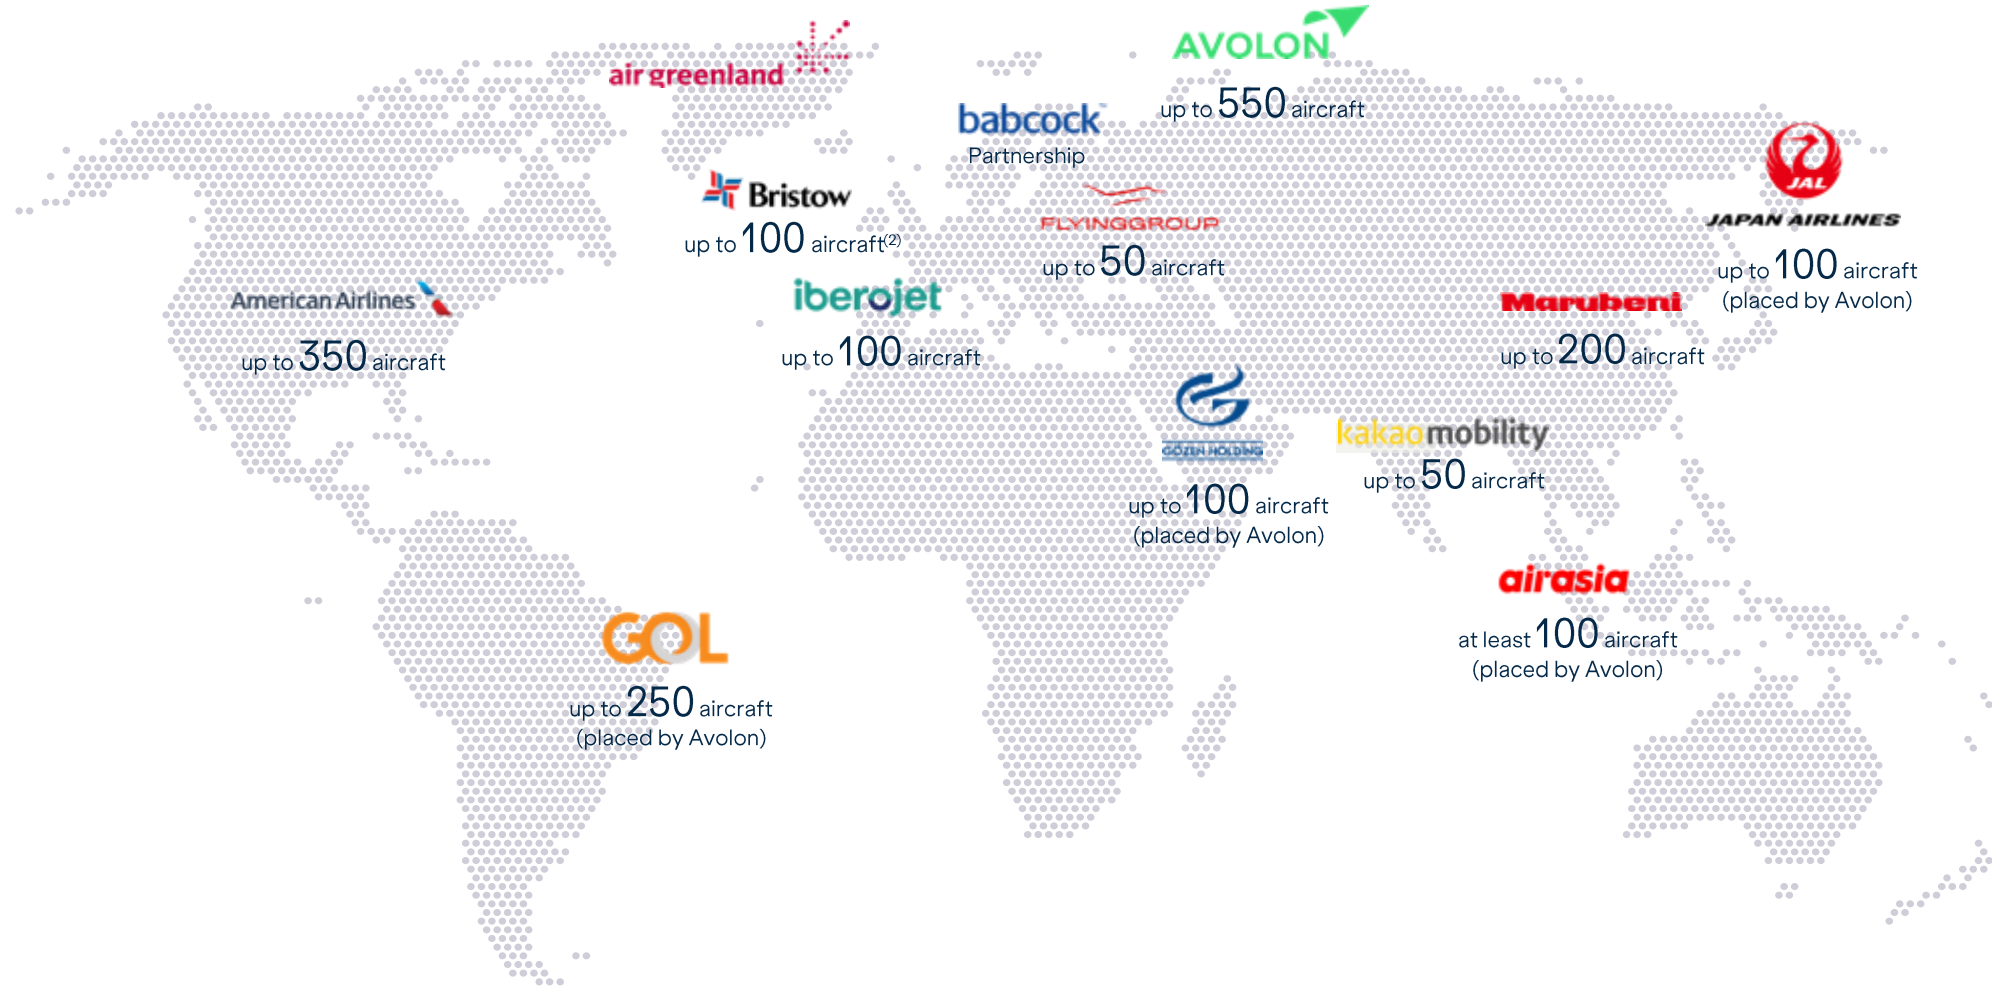 air greenland
AVOLON
up to 550 aircraft
babcock™
Partnership
JAL
JAPAN AIRLINES
up to 100 aircraft
(placed by Avolon)
Bristow
up to 100 aircraft(2)
FLYINGGROUP
up to 50 aircraft
American Airlines
up to 350 aircraft
iberojet
up to 100 aircraft
Marubeni
up to 200 aircraft
GÖZEN HOLDING
up to 100 aircraft
(placed by Avolon)
kakaomobility
up to 50 aircraft
airasia
at least 100 aircraft
(placed by Avolon)
GOL
up to 250 aircraft
(placed by Avolon)